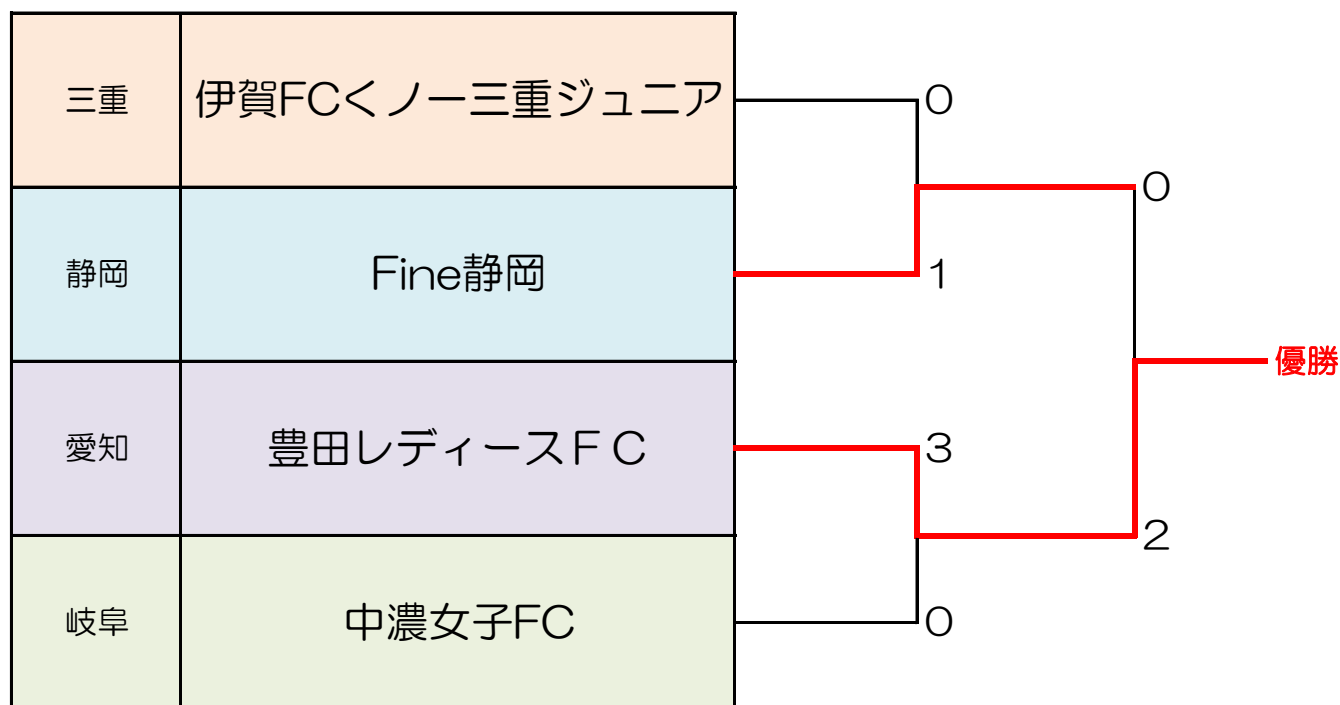 三重 伊賀FCくノ一三重ジュニア 0
0
静岡 Fine静岡 1
優勝
愛知 豊田レディースＦＣ 3
2
岐阜 中濃女子FC 0